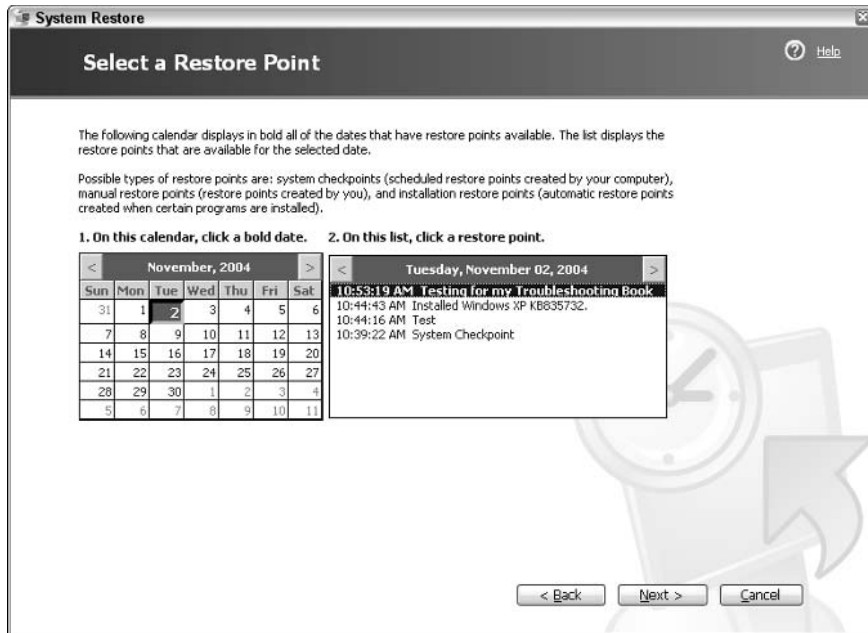 System Restore
Select a Restore Point
Help
The following calendar displays in bold all of the dates that have restore points available. The list displays the
restore points that are available for the selected date.
Possible types of restore points are: system checkpoints (scheduled restore points created by your computer),
manual restore points (restore points created by you), and installation restore points (automatic restore points
created when certain programs are installed).
1. On this calendar, click a bold date.
2. On this list, click a restore point.
< November, 2004 >
Sun Mon Tue Wed Thu Fri Sat
31 1 2 3 4 5 6
7 8 9 10 11 12 13
14 15 16 17 18 19 20
21 22 23 24 25 26 27
28 29 30 1 2 3 4
5 6 7 8 9 10 11
< Tuesday, November 02, 2004 >
10:53:19 AM Testing for my Troubleshooting Book
10:44:43 AM Installed Windows XP KB835732.
10:44:16 AM Test
10:39:22 AM System Checkpoint
< Back
Next >
Cancel